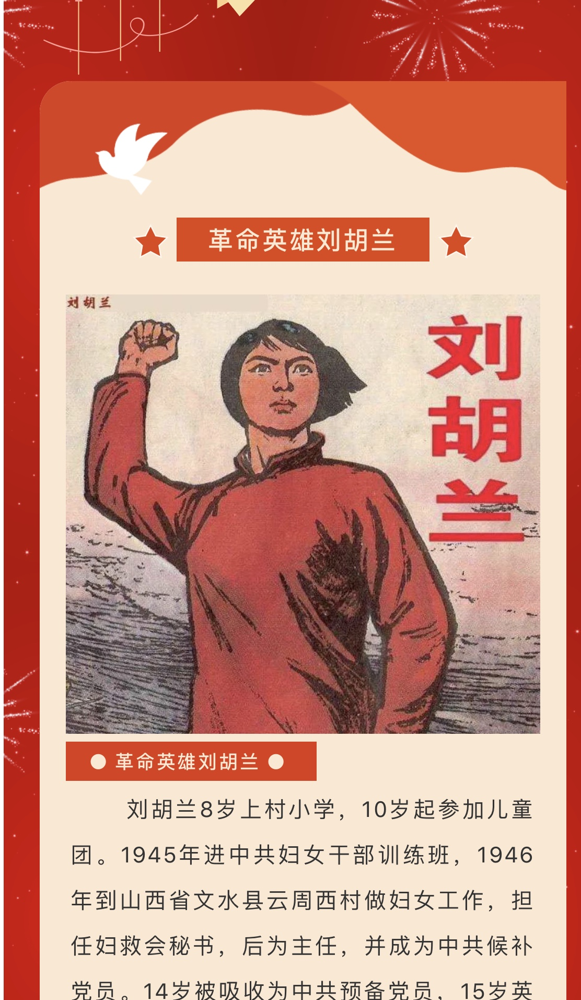 革命英雄刘胡兰
刘胡兰
刘
胡
兰
革命英雄刘胡兰
刘胡兰8岁上村小学，10岁起参加儿童
团。1945年进中共妇女干部训练班，1946
年到山西省文水县云周西村做妇女工作，担
任妇救会秘书，后为主任，并成为中共候补
党员。14岁被吸收为中共预备党员，15岁英